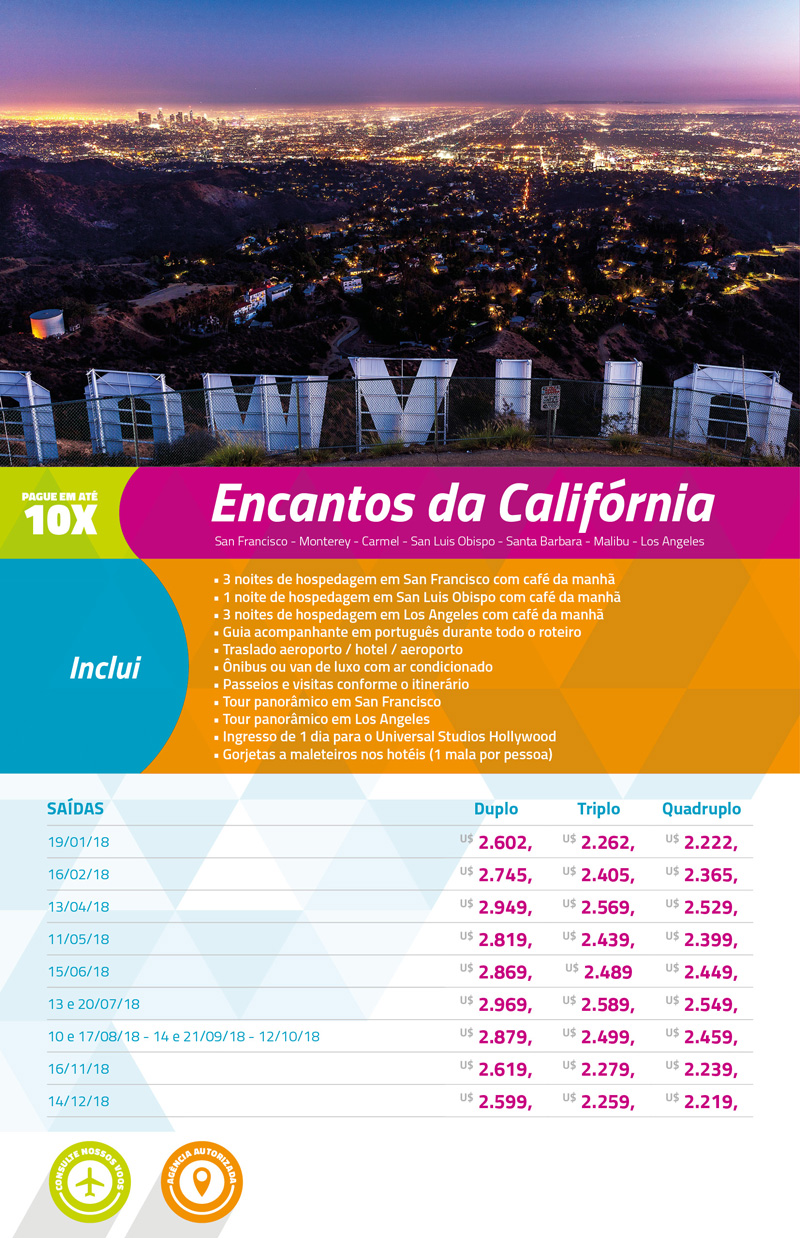 PAGUE EM ATÉ
10X
Encantos da Califórnia
San Francisco - Monterey - Carmel - San Luis Obispo - Santa Barbara - Malibu - Los Angeles
Inclui
▪ 3 noites de hospedagem em San Francisco com café da manhã
▪ 1 noite de hospedagem em San Luis Obispo com café da manhã
▪ 3 noites de hospedagem em Los Angeles com café da manhã
▪ Guia acompanhante em português durante todo o roteiro
▪ Traslado aeroporto / hotel / aeroporto
▪ Ônibus ou van de luxo com ar condicionado
▪ Passeios e visitas conforme o itinerário
▪ Tour panorâmico em San Francisco
▪ Tour panorâmico em Los Angeles
▪ Ingresso de 1 dia para o Universal Studios Hollywood
▪ Gorjetas a maleteiros nos hotéis (1 mala por pessoa)
SAÍDAS Duplo Triplo Quadruplo
19/01/18 U$ 2.602, U$ 2.262, U$ 2.222,
16/02/18 U$ 2.745, U$ 2.405, U$ 2.365,
13/04/18 U$ 2.949, U$ 2.569, U$ 2.529,
11/05/18 U$ 2.819, U$ 2.439, U$ 2.399,
15/06/18 U$ 2.869, U$ 2.489 U$ 2.449,
13 e 20/07/18 U$ 2.969, U$ 2.589, U$ 2.549,
10 e 17/08/18 - 14 e 21/09/18 - 12/10/18 U$ 2.879, U$ 2.499, U$ 2.459,
16/11/18 U$ 2.619, U$ 2.279, U$ 2.239,
14/12/18 U$ 2.599, U$ 2.259, U$ 2.219,
CONSULTE NOSSOS VOOS
AGÊNCIA AUTORIZADA